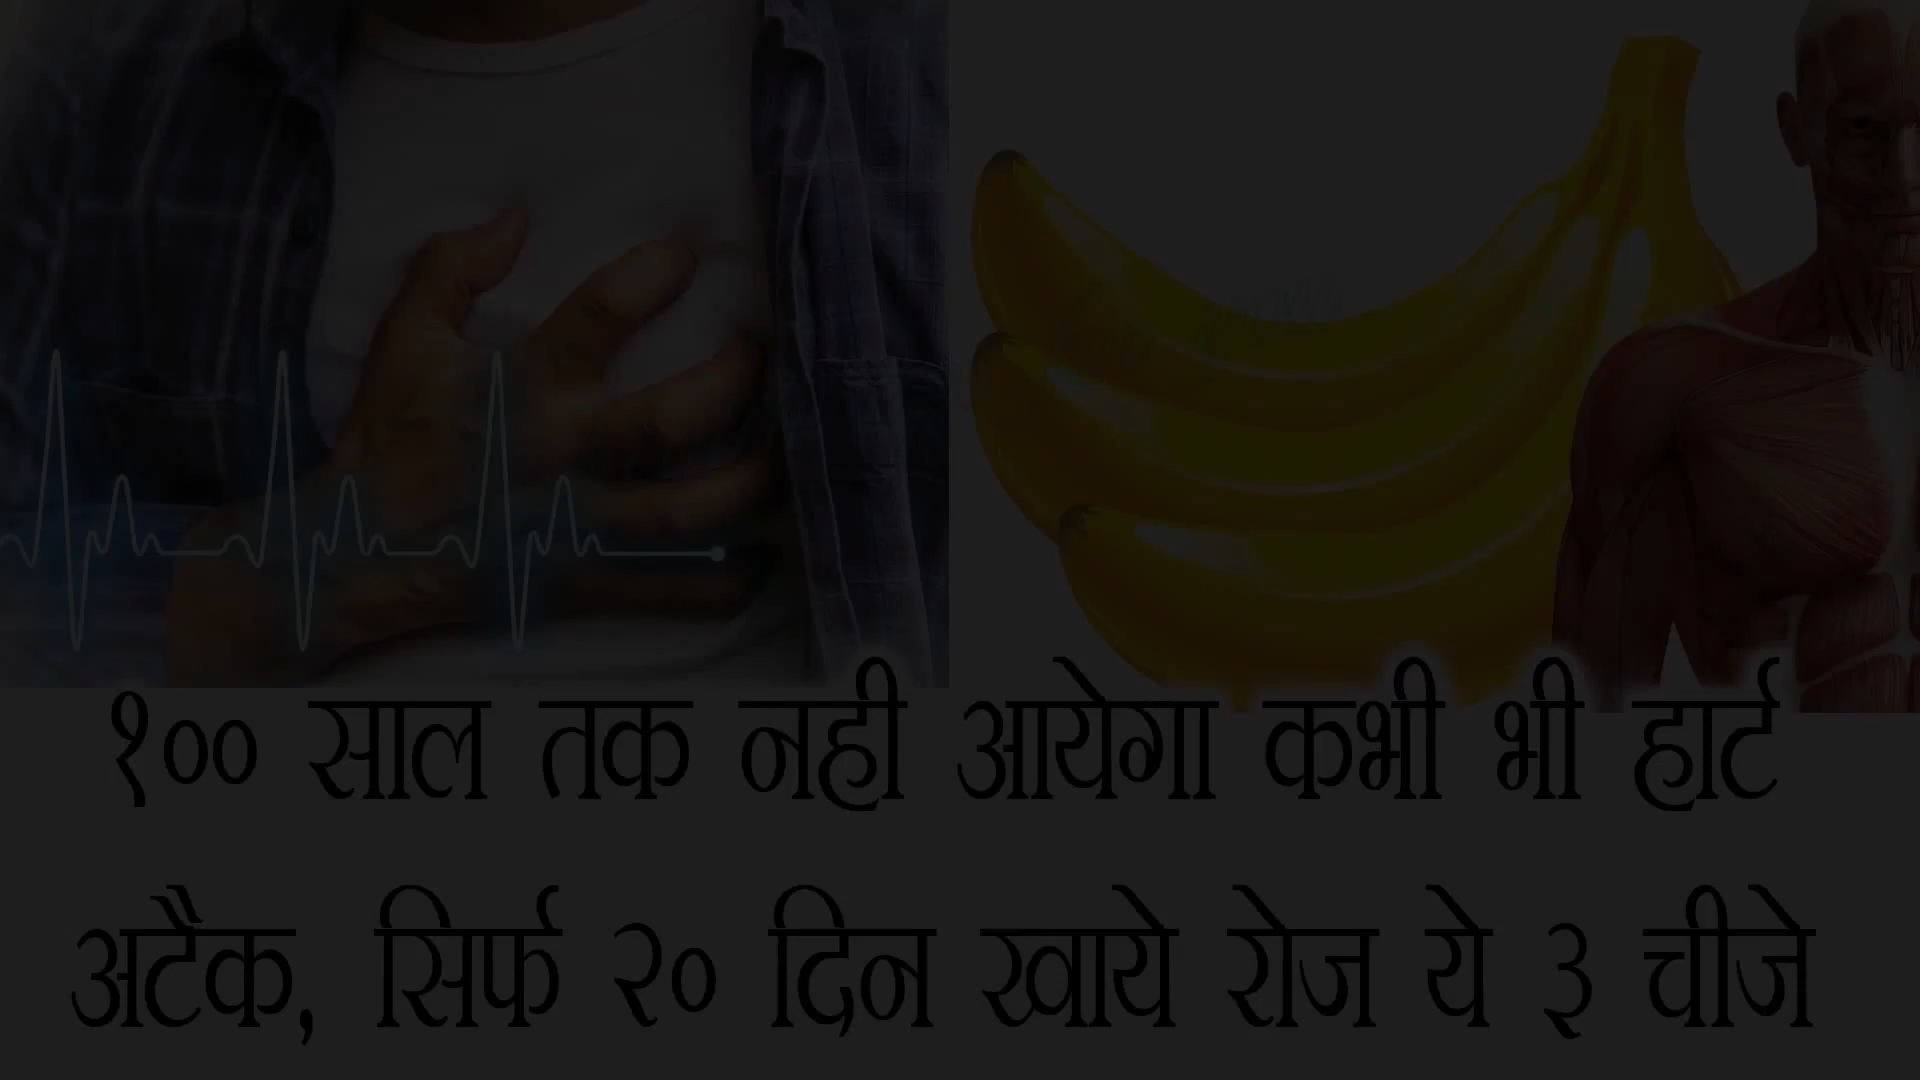 १०० साल तक नही आयेगा कभी भी हार्ट
अटैक, सिर्फ २० दिन खाये रोज ये ३ चीजे